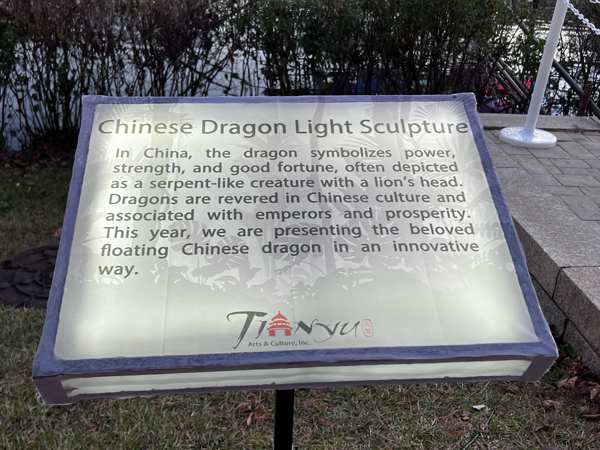 Chinese Dragon Light Sculpture
In China, the dragon symbolizes power,
strength, and good fortune, often depicted
as a serpent-like creature with a lion's head.
Dragons are revered in Chinese culture and
associated with emperors and prosperity.
This year, we are presenting the beloved
floating Chinese dragon in an innovative
way.
Tianyu
Arts & Culture, Inc.